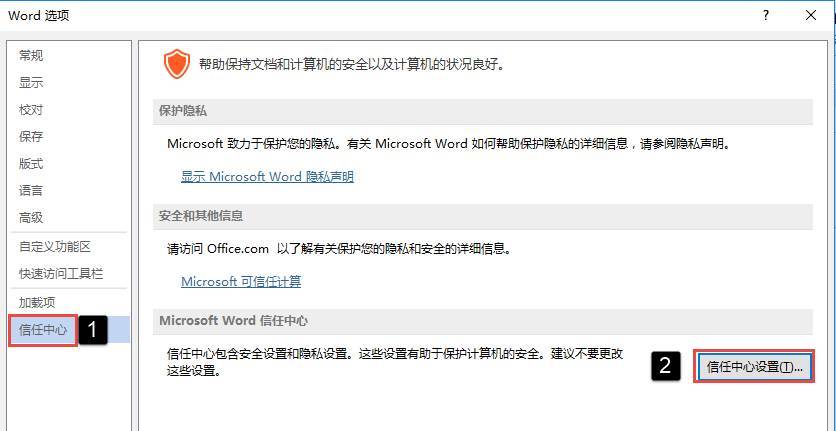 Word 选项
?
常规
显示
校对
保存
版式
语言
高级
自定义功能区
快速访问工具栏
加载项
信任中心
1
帮助保持文档和计算机的安全以及计算机的状况良好。
保护隐私
Microsoft 致力于保护您的隐私。有关 Microsoft Word 如何帮助保护隐私的详细信息，请参阅隐私声明。
显示 Microsoft Word 隐私声明
安全和其他信息
请访问 Office.com 以了解有关保护您的隐私和安全的详细信息。
Microsoft 可信任计算
Microsoft Word 信任中心
信任中心包含安全设置和隐私设置。这些设置有助于保护计算机的安全。建议不要更改
这些设置。
2
信任中心设置(T)...